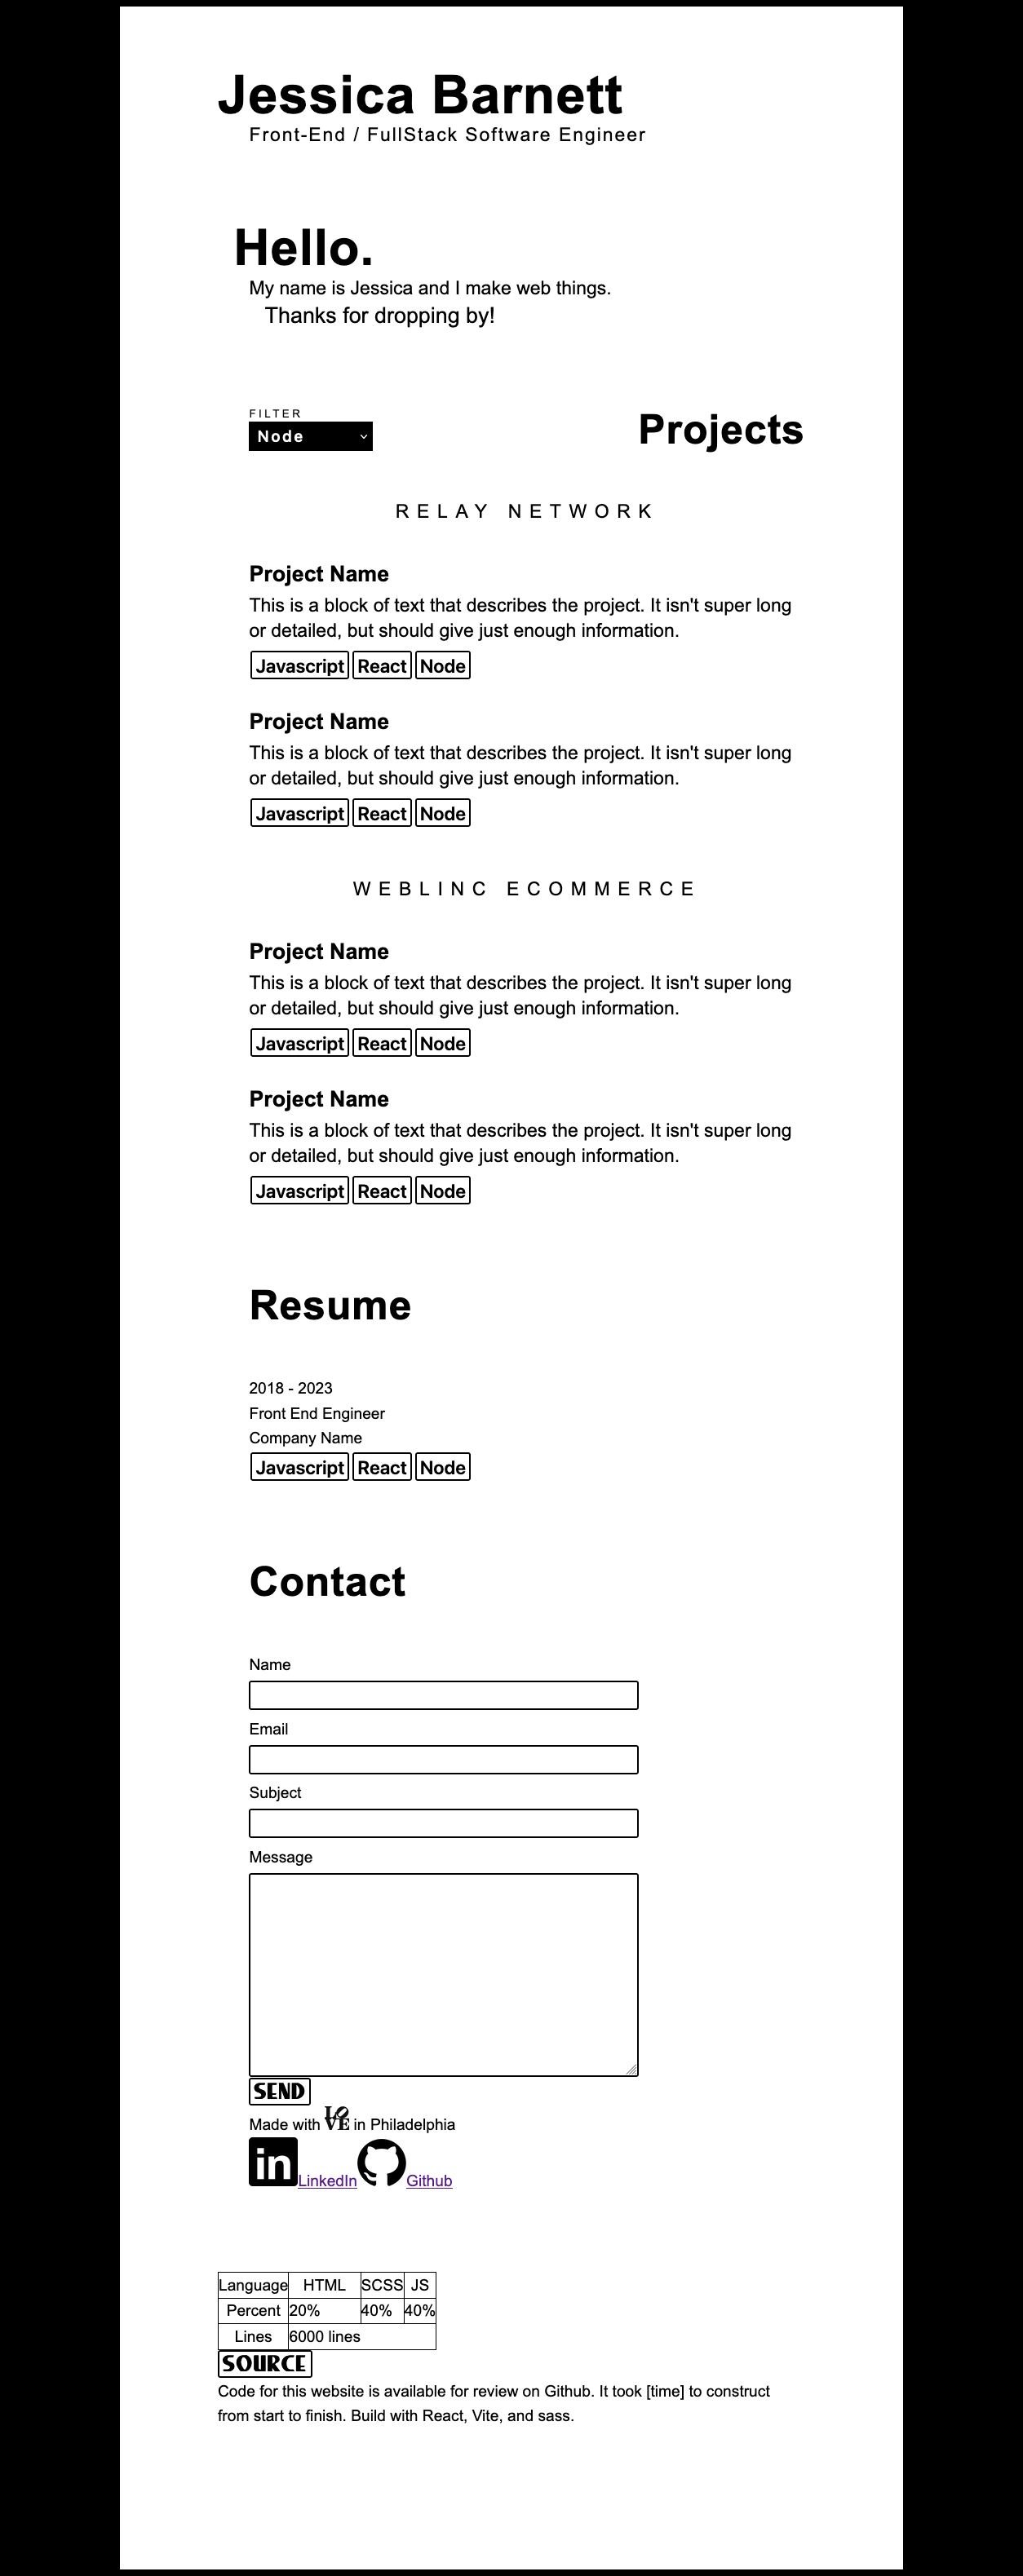 Jessica Barnett
Front-End / FullStack Software Engineer
Hello.
My name is Jessica and I make web things.
Thanks for dropping by!
FILTER
Node
Projects
RELAY NETWORK
Project Name
This is a block of text that describes the project. It isn't super long
or detailed, but should give just enough information.
Javascript React Node
Project Name
This is a block of text that describes the project. It isn't super long
or detailed, but should give just enough information.
Javascript React Node
WEBLINC ECOMMERCE
Project Name
This is a block of text that describes the project. It isn't super long
or detailed, but should give just enough information.
Javascript React Node
Project Name
This is a block of text that describes the project. It isn't super long
or detailed, but should give just enough information.
Javascript React Node
Resume
2018 - 2023
Front End Engineer
Company Name
Javascript React Node
Contact
Name
Email
Subject
Message
SEND
Made with LOVE in Philadelphia
in LinkedIn Github
Language HTML SCSS JS
Percent 20% 40% 40%
Lines 6000 lines
SOURCE
Code for this website is available for review on Github. It took [time] to construct
from start to finish. Build with React, Vite, and sass.